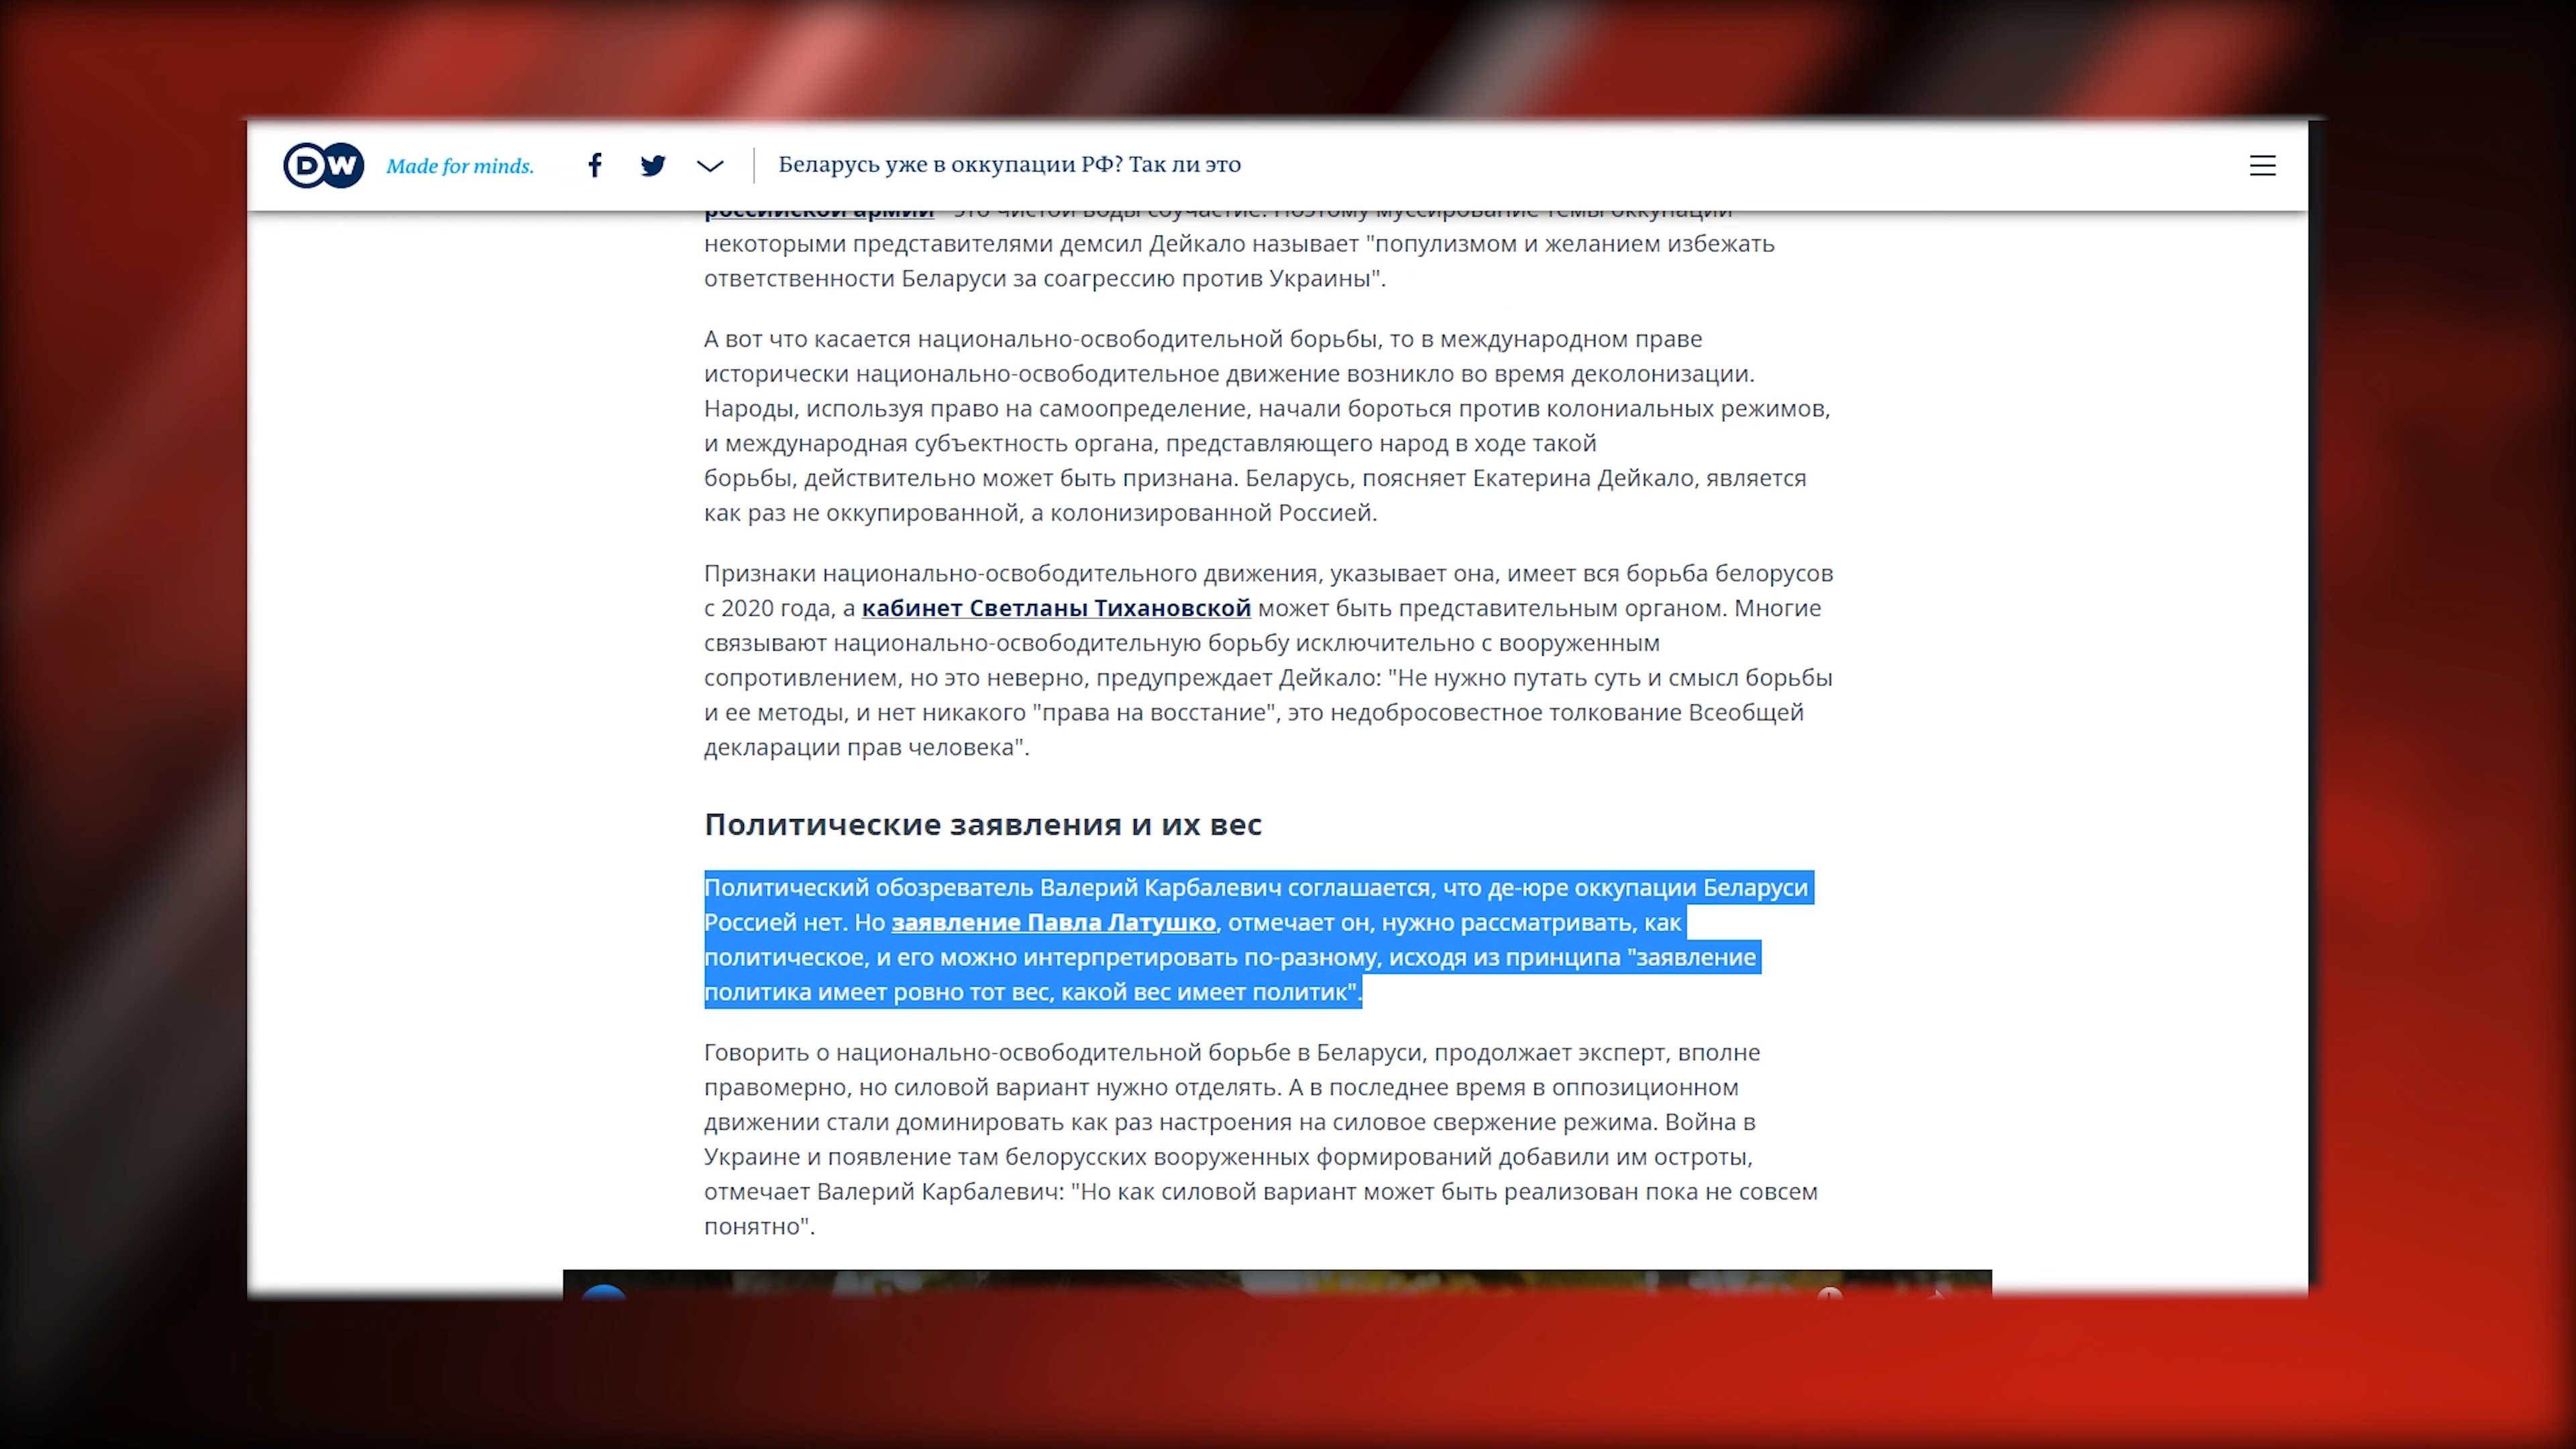 DW Made for minds. Беларусь уже в оккупации РФ? Так ли это
российской армии - это чистой воды соучастие. Поэтому муссирование темы оккупации
некоторыми представителями демсил Дейкало называет "популизмом и желанием избежать
ответственности Беларуси за соагрессию против Украины".
А вот что касается национально-освободительной борьбы, то в международном праве
исторически национально-освободительное движение возникло во время деколонизации.
Народы, используя право на самоопределение, начали бороться против колониальных режимов,
и международная субъектность органа, представляющего народ в ходе такой
борьбы, действительно может быть признана. Беларусь, поясняет Екатерина Дейкало, является
как раз не оккупированной, а колонизированной Россией.
Признаки национально-освободительного движения, указывает она, имеет вся борьба белорусов
с 2020 года, а кабинет Светланы Тихановской может быть представительным органом. Многие
связывают национально-освободительную борьбу исключительно с вооруженным
сопротивлением, но это неверно, предупреждает Дейкало: "Не нужно путать суть и смысл борьбы
и ее методы, и нет никакого "права на восстание", это недобросовестное толкование Всеобщей
декларации прав человека".
Политические заявления и их вес
Политический обозреватель Валерий Карбалевич соглашается, что де-юре оккупации Беларуси
Россией нет. Но заявление Павла Латушко, отмечает он, нужно рассматривать, как
политическое, и его можно интерпретировать по-разному, исходя из принципа "заявление
политика имеет ровно тот вес, какой вес имеет политик".
Говорить о национально-освободительной борьбе в Беларуси, продолжает эксперт, вполне
правомерно, но силовой вариант нужно отделять. А в последнее время в оппозиционном
движении стали доминировать как раз настроения на силовое свержение режима. Война в
Украине и появление там белорусских вооруженных формирований добавили им остроты,
отмечает Валерий Карбалевич: "Но как силовой вариант может быть реализован пока не совсем
понятно".